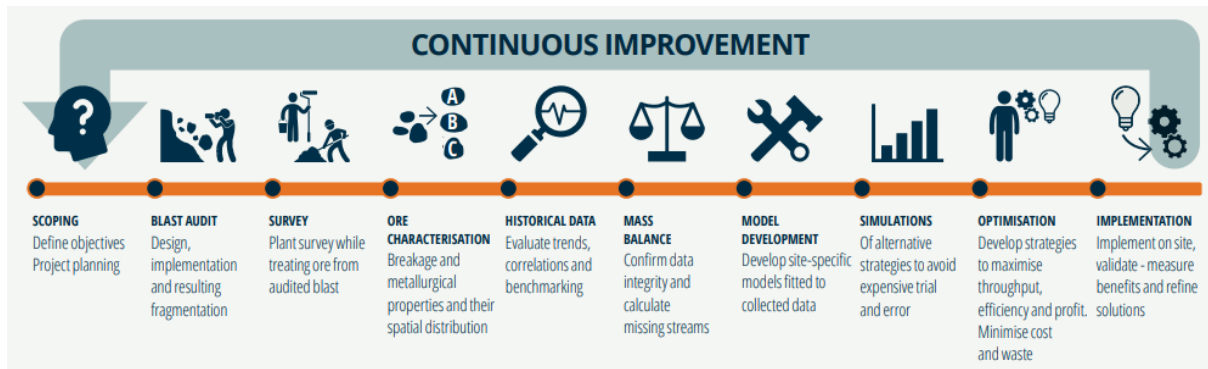 CONTINUOUS IMPROVEMENT
?
A
B
C
SCOPING
Define objectives
Project planning
BLAST AUDIT
Design,
implementation
and resulting
fragmentation
SURVEY
Plant survey while
treating ore from
audited blast
ORE
CHARACTERISATION
Breakage and
metallurgical
properties and their
spatial distribution
HISTORICAL DATA
Evaluate trends,
correlations and
benchmarking
MASS
BALANCE
Confirm data
integrity and
calculate
missing streams
MODEL
DEVELOPMENT
Develop site-specific
models fitted to
collected data
SIMULATIONS
Of alternative
strategies to avoid
expensive trial
and error
OPTIMISATION
Develop strategies
to maximise
throughput,
efficiency and profit.
Minimise cost
and waste
IMPLEMENTATION
Implement on site,
validate - measure
benefits and refine
solutions